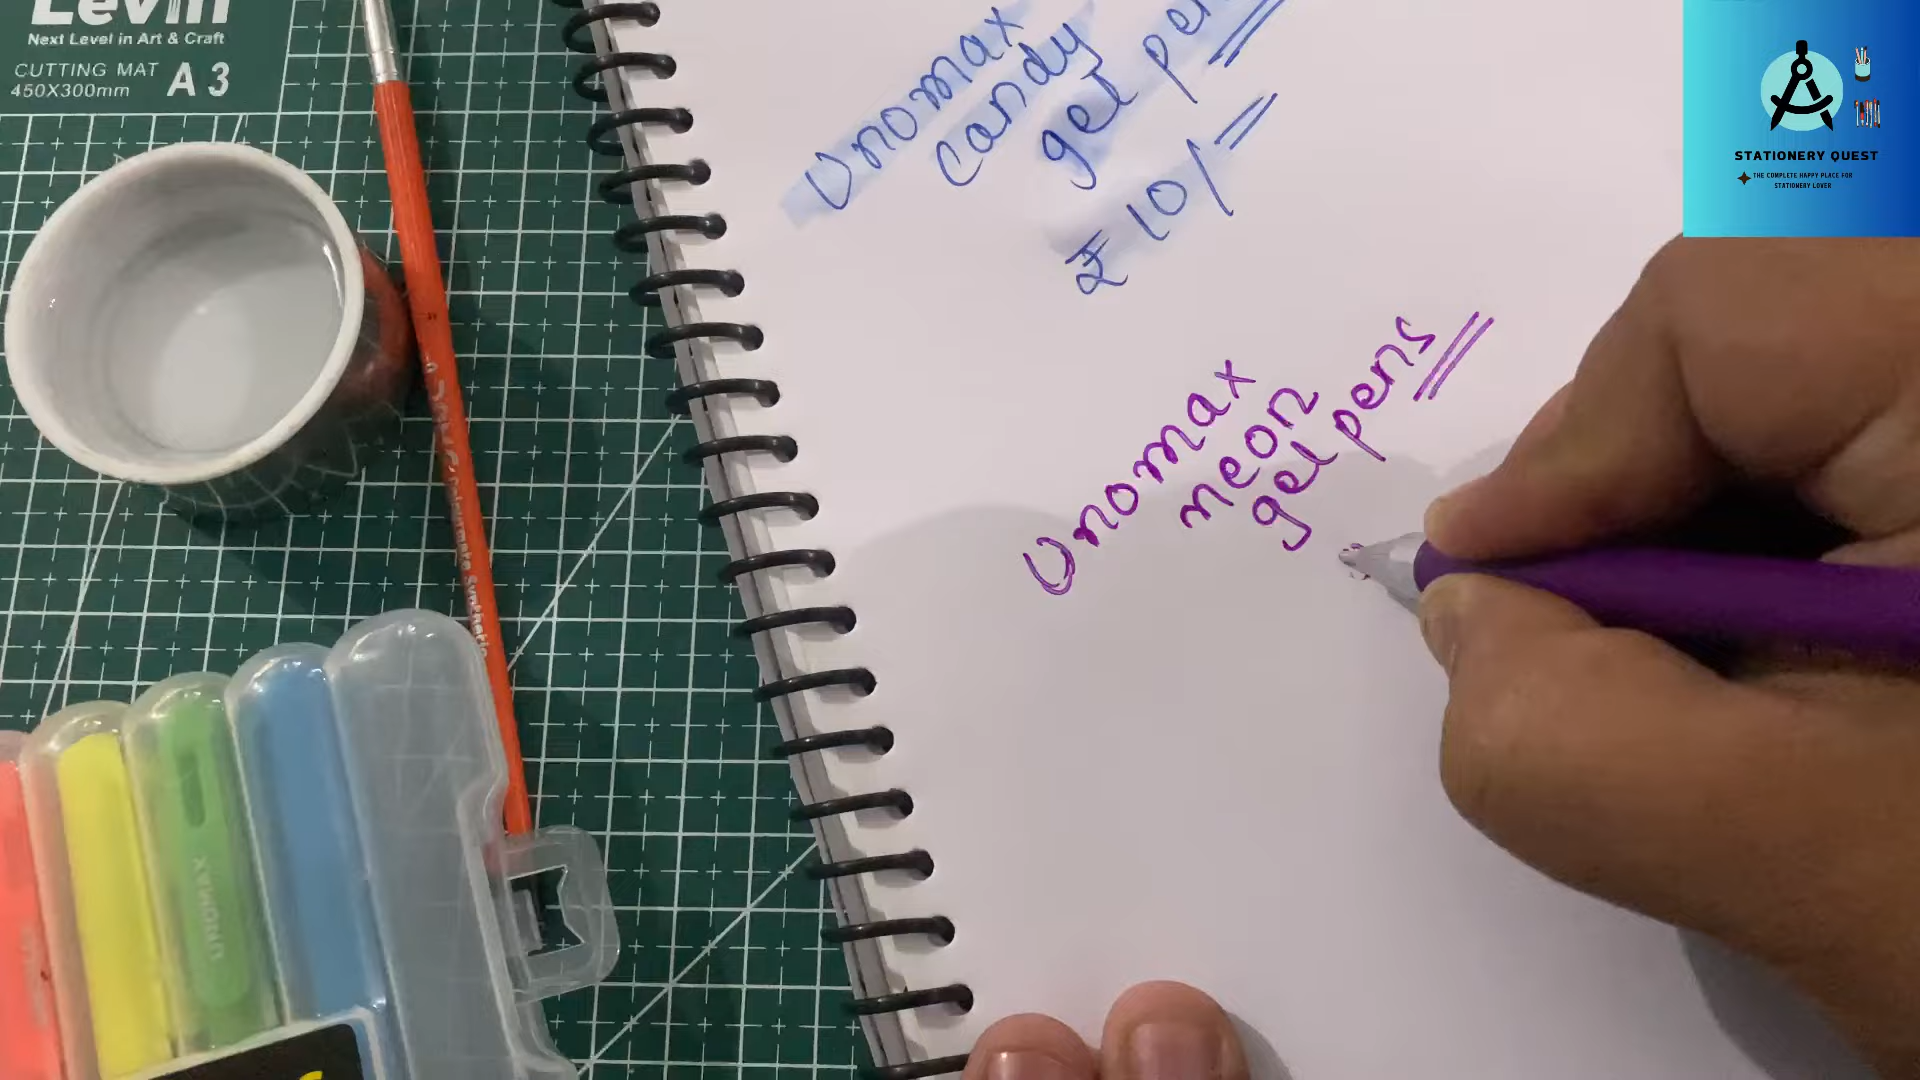 Levin
Next Level in Art & Craft
CUTTING MAT A3
450X300mm
Unomax
candy
gel pen
₹10/=
Unomax
neon
gel pens
STATIONERY QUEST
THE COMPLETE HAPPY PLACE FOR
STATIONERY LOVER
UNOMAX